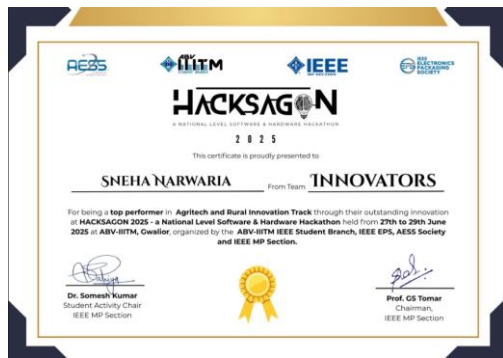 AESS
ABV
IIITM
STUDENT BRANCH
IEEE
IEEE
ELECTRONICS
PACKAGING
SOCIETY
HACKSAGON
A NATIONAL LEVEL SOFTWARE & HARDWARE HACKATHON
2 0 2 5
This certificate is proudly presented to
SNEHA NARWARIA From Team INNOVATORS
For being a top performer in Agritech and Rural Innovation Track through their outstanding innovation
at HACKSAGON 2025 - a National Level Software & Hardware Hackathon held from 27th to 29th June
2025 at ABV-IIITM, Gwalior, organized by the ABV-IIITM IEEE Student Branch, IEEE EPS, AESS Society
and IEEE MP Section.
Dr. Somesh Kumar
Student Activity Chair
IEEE MP Section
Prof. GS Tomar
Chairman,
IEEE MP Section